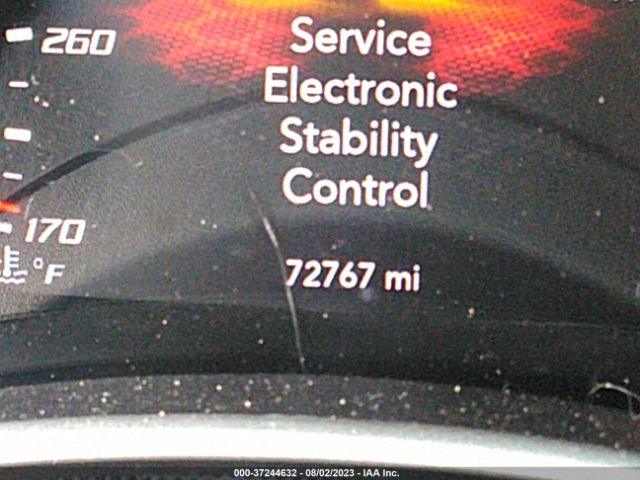 260
Service
Electronic
Stability
Control
170
°F
72767 mi
000-37244632 - 08/02/2023 - IAA Inc.